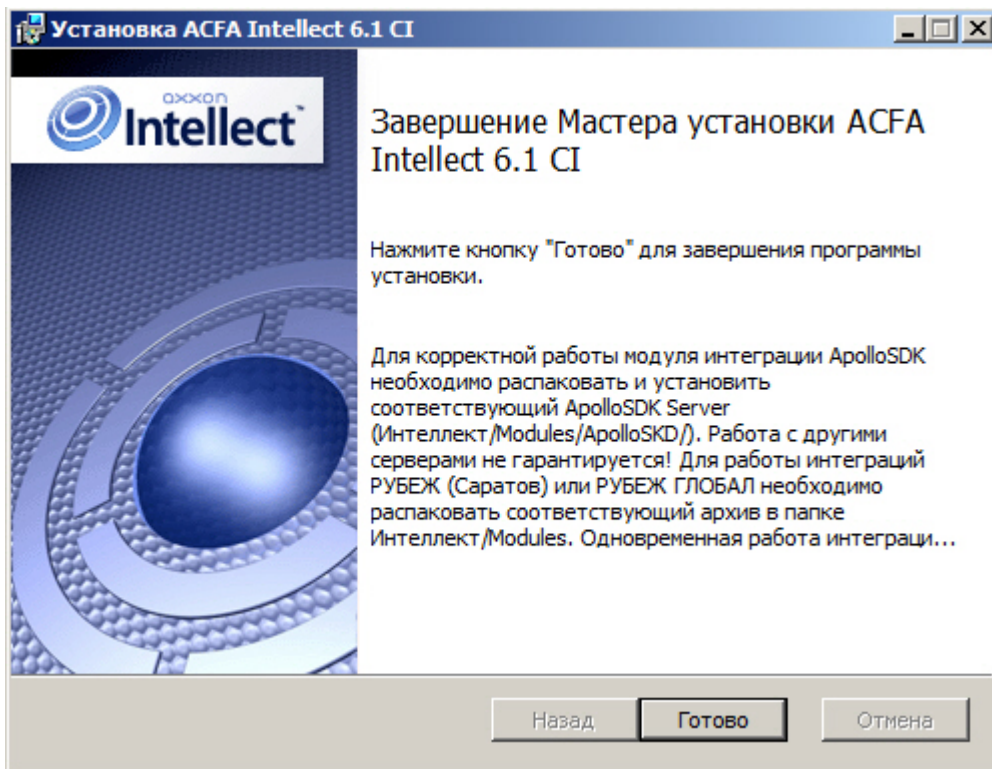 Установка ACFA Intellect 6.1 CI
axxon
Intellect™
Завершение Мастера установки ACFA
Intellect 6.1 CI
Нажмите кнопку "Готово" для завершения программы
установки.
Для корректной работы модуля интеграции ApolloSDK
необходимо распаковать и установить
соответствующий ApolloSDK Server
(Интеллект/Modules/ApolloSKD/). Работа с другими
серверами не гарантируется! Для работы интеграций
РУБЕЖ (Саратов) или РУБЕЖ ГЛОБАЛ необходимо
распаковать соответствующий архив в папке
Интеллект/Modules. Одновременная работа интеграци...
Назад
Готово
Отмена